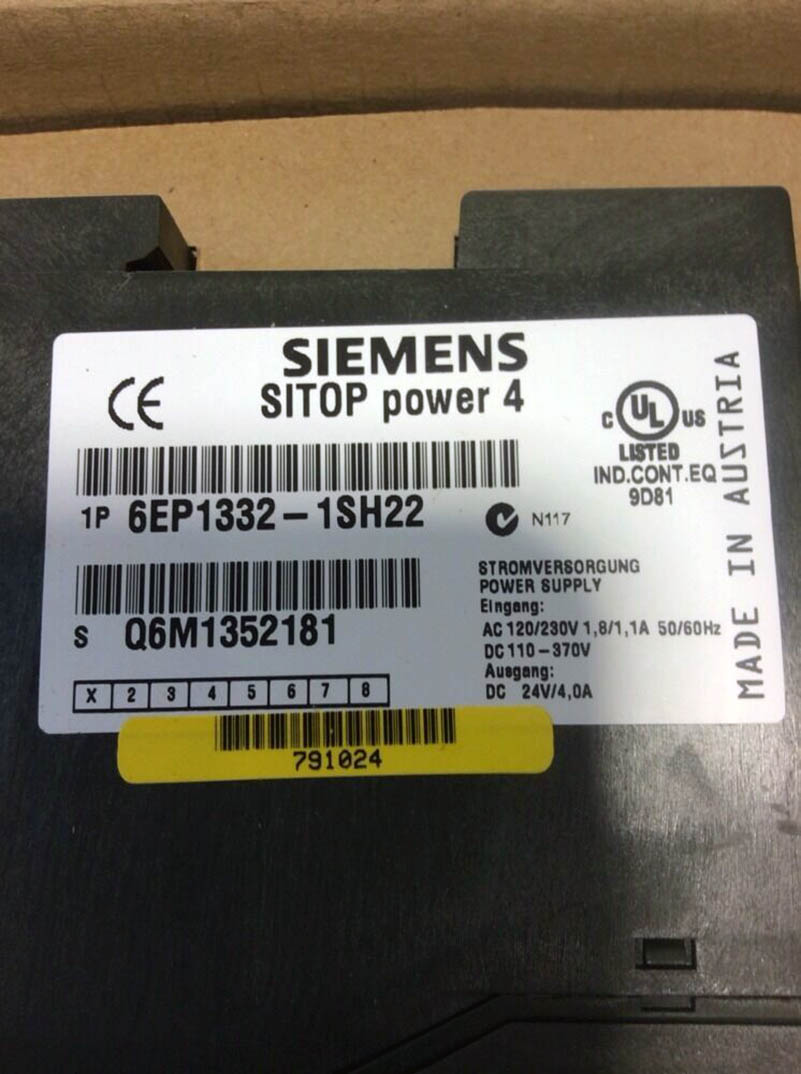 SIEMENS
SITOP power 4
CE
C UL US
LISTED
IND.CONT.EQ
9D81
1P 6EP1332-1SH22
N117
S Q6M1352181
STROMVERSORGUNG
POWER SUPPLY
Eingang:
AC 120/230V 1,8/1,1A 50/60Hz
DC 110-370V
Ausgang:
DC 24V/4,0A
X 2 3 4 5 6 7 8
MADE IN AUSTRIA
791024